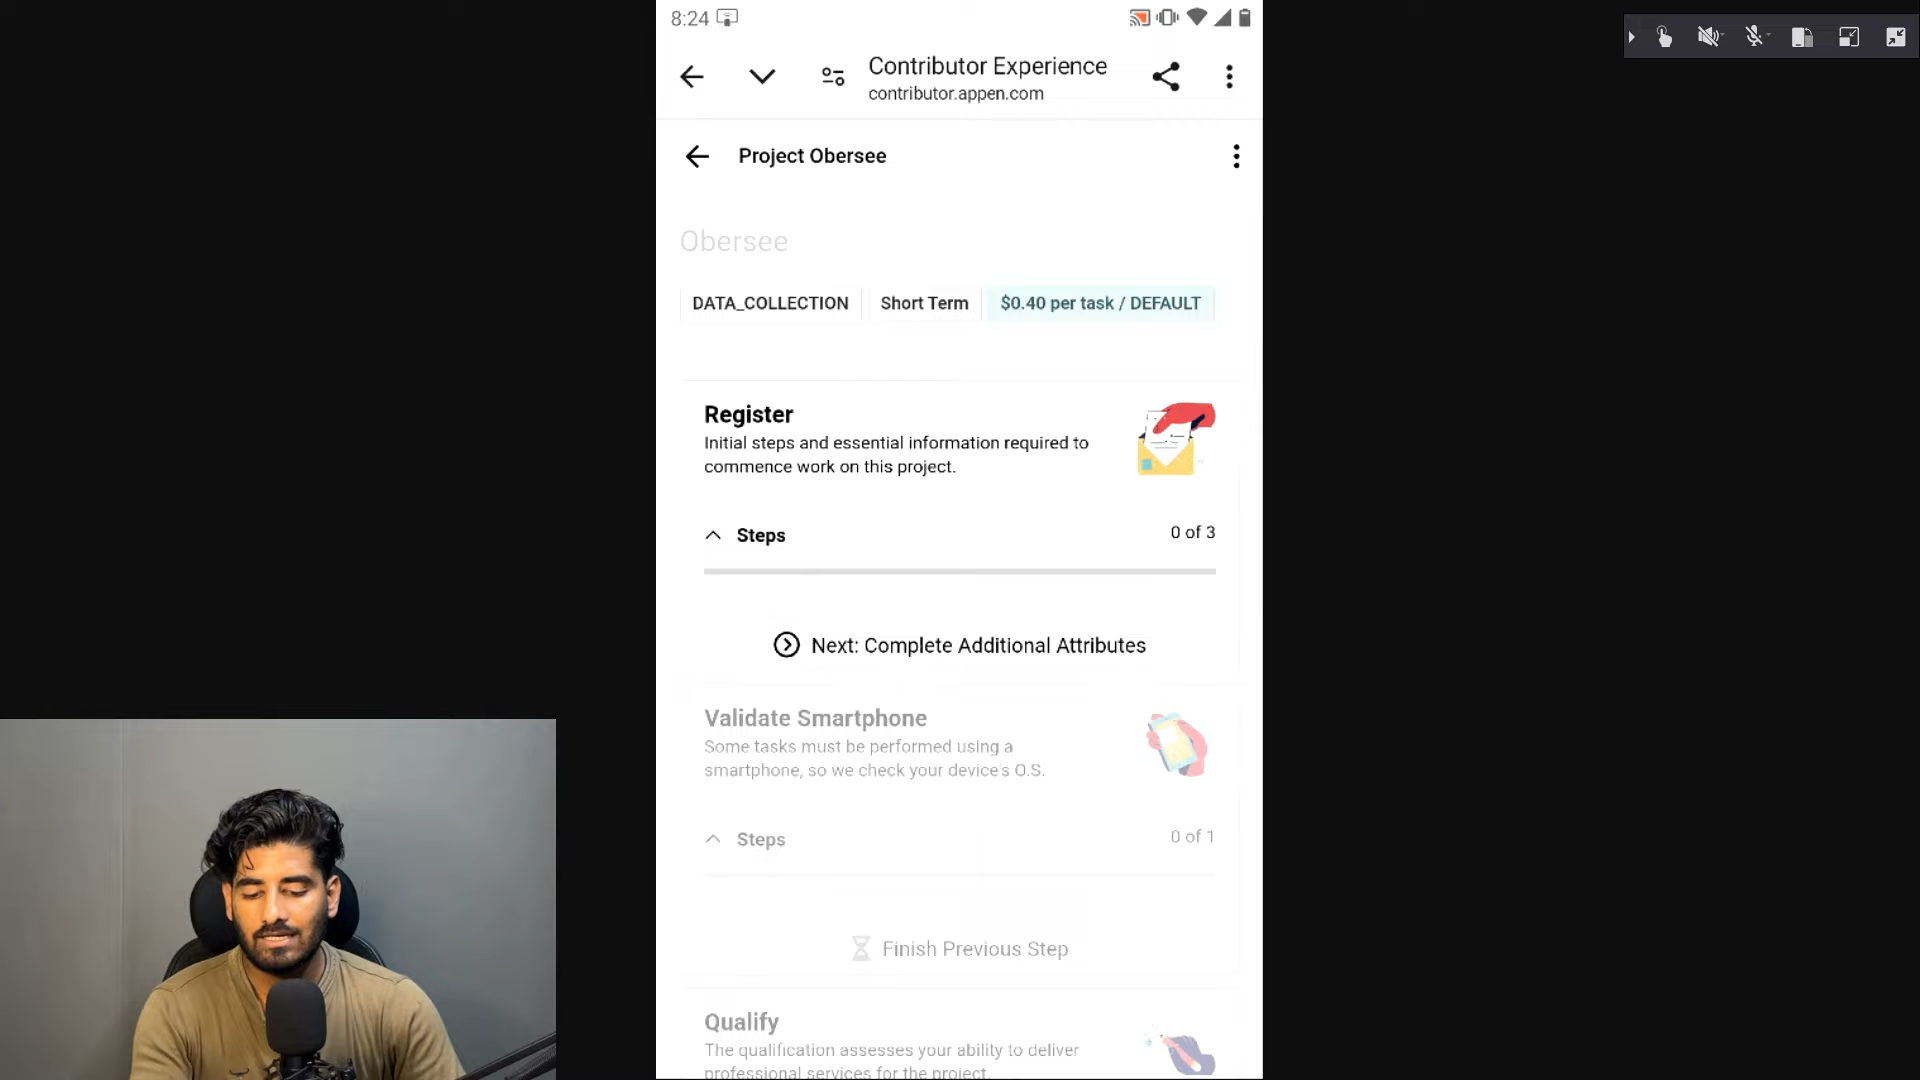 8:24
Contributor Experience
contributor.appen.com
Project Obersee
Obersee
DATA_COLLECTION Short Term $0.40 per task / DEFAULT
Register
Initial steps and essential information required to
commence work on this project.
Steps 0 of 3
Next: Complete Additional Attributes
Validate Smartphone
Some tasks must be performed using a
smartphone, so we check your device's O.S.
Steps 0 of 1
Finish Previous Step
Qualify
The qualification assesses your ability to deliver
professional services for the project.